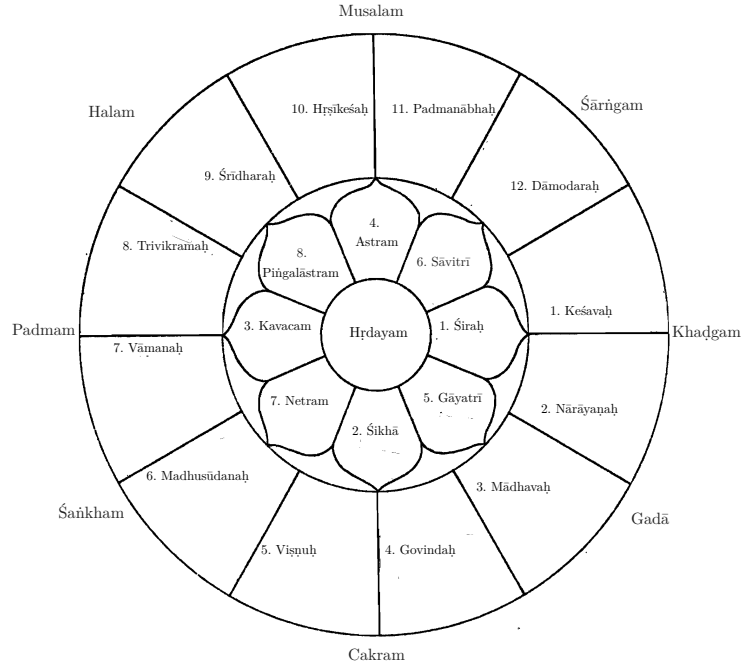 Musalam
Halam
10. Hṛṣīkeśaḥ
11. Padmanābhaḥ
Śārṅgam
9. Śrīdharaḥ
12. Dāmodaraḥ
4.
Astram
8. Trivikramaḥ
8.
Piṅgalāstram
6. Sāvitrī
1. Keśavaḥ
Padmam
3. Kavacam
Hṛdayam
1. Śiraḥ
Khaḍgam
7. Vāmanaḥ
7. Netram
5. Gāyatrī
2. Nārāyaṇaḥ
2. Śikhā
6. Madhusūdanaḥ
3. Mādhavaḥ
Śaṅkham
Gadā
5. Viṣṇuḥ
4. Govindaḥ
Cakram